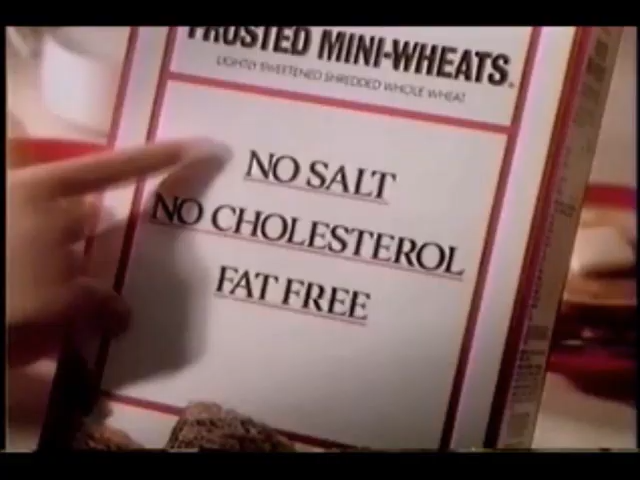 FROSTED MINI-WHEATS®
LIGHTLY SWEETENED SHREDDED WHOLE WHEAT
NO SALT
NO CHOLESTEROL
FAT FREE